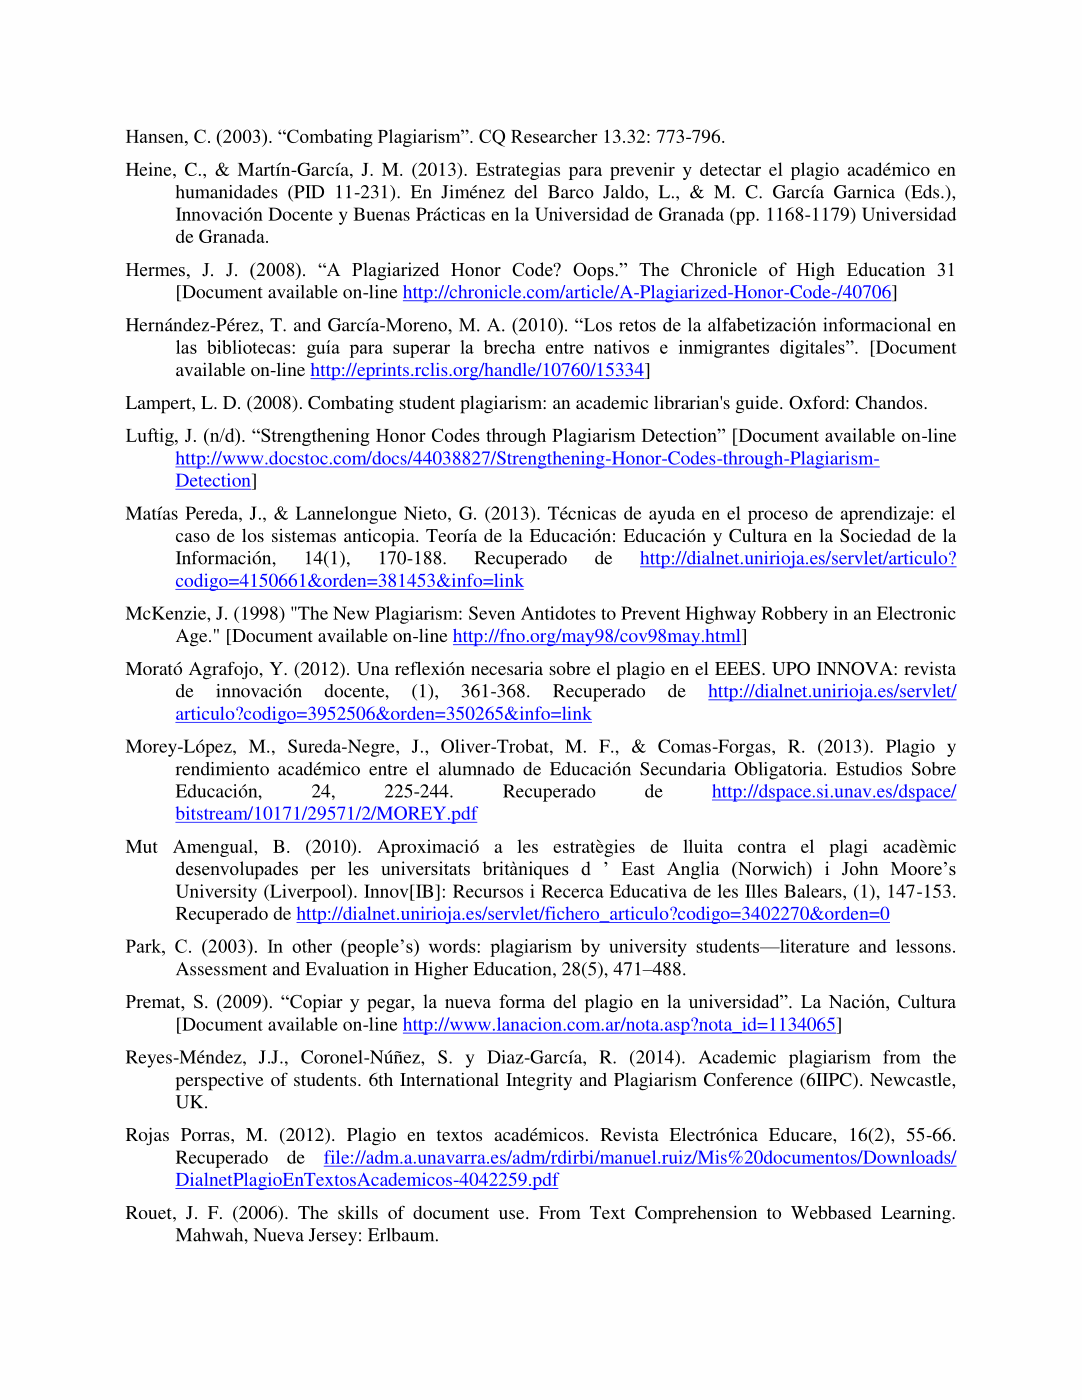 Hansen, C. (2003). “Combating Plagiarism”. CQ Researcher 13.32: 773-796.
Heine, C., & Martín-García, J. M. (2013). Estrategias para prevenir y detectar el plagio académico en
humanidades (PID 11-231). En Jiménez del Barco Jaldo, L., & M. C. García Garnica (Eds.),
Innovación Docente y Buenas Prácticas en la Universidad de Granada (pp. 1168-1179) Universidad
de Granada.
Hermes, J. J. (2008). “A Plagiarized Honor Code? Oops.” The Chronicle of High Education 31
[Document available on-line http://chronicle.com/article/A-Plagiarized-Honor-Code-/40706]
Hernández-Pérez, T. and García-Moreno, M. A. (2010). “Los retos de la alfabetización informacional en
las bibliotecas: guía para superar la brecha entre nativos e inmigrantes digitales”. [Document
available on-line http://eprints.rclis.org/handle/10760/15334]
Lampert, L. D. (2008). Combating student plagiarism: an academic librarian's guide. Oxford: Chandos.
Luftig, J. (n/d). “Strengthening Honor Codes through Plagiarism Detection” [Document available on-line
http://www.docstoc.com/docs/44038827/Strengthening-Honor-Codes-through-Plagiarism-
Detection]
Matías Pereda, J., & Lannelongue Nieto, G. (2013). Técnicas de ayuda en el proceso de aprendizaje: el
caso de los sistemas anticopia. Teoría de la Educación: Educación y Cultura en la Sociedad de la
Información, 14(1), 170-188. Recuperado de http://dialnet.unirioja.es/servlet/articulo?
codigo=4150661&orden=381453&info=link
McKenzie, J. (1998) "The New Plagiarism: Seven Antidotes to Prevent Highway Robbery in an Electronic
Age." [Document available on-line http://fno.org/may98/cov98may.html]
Morató Agrafojo, Y. (2012). Una reflexión necesaria sobre el plagio en el EEES. UPO INNOVA: revista
de innovación docente, (1), 361-368. Recuperado de http://dialnet.unirioja.es/servlet/
articulo?codigo=3952506&orden=350265&info=link
Morey-López, M., Sureda-Negre, J., Oliver-Trobat, M. F., & Comas-Forgas, R. (2013). Plagio y
rendimiento académico entre el alumnado de Educación Secundaria Obligatoria. Estudios Sobre
Educación, 24, 225-244. Recuperado de http://dspace.si.unav.es/dspace/
bitstream/10171/29571/2/MOREY.pdf
Mut Amengual, B. (2010). Aproximació a les estratègies de lluita contra el plagi acadèmic
desenvolupades per les universitats britàniques d ’ East Anglia (Norwich) i John Moore’s
University (Liverpool). Innov[IB]: Recursos i Recerca Educativa de les Illes Balears, (1), 147-153.
Recuperado de http://dialnet.unirioja.es/servlet/fichero_articulo?codigo=3402270&orden=0
Park, C. (2003). In other (people’s) words: plagiarism by university students—literature and lessons.
Assessment and Evaluation in Higher Education, 28(5), 471–488.
Premat, S. (2009). “Copiar y pegar, la nueva forma del plagio en la universidad”. La Nación, Cultura
[Document available on-line http://www.lanacion.com.ar/nota.asp?nota_id=1134065]
Reyes-Méndez, J.J., Coronel-Núñez, S. y Diaz-García, R. (2014). Academic plagiarism from the
perspective of students. 6th International Integrity and Plagiarism Conference (6IIPC). Newcastle,
UK.
Rojas Porras, M. (2012). Plagio en textos académicos. Revista Electrónica Educare, 16(2), 55-66.
Recuperado de file://adm.a.unavarra.es/adm/rdirbi/manuel.ruiz/Mis%20documentos/Downloads/
DialnetPlagioEnTextosAcademicos-4042259.pdf
Rouet, J. F. (2006). The skills of document use. From Text Comprehension to Webbased Learning.
Mahwah, Nueva Jersey: Erlbaum.